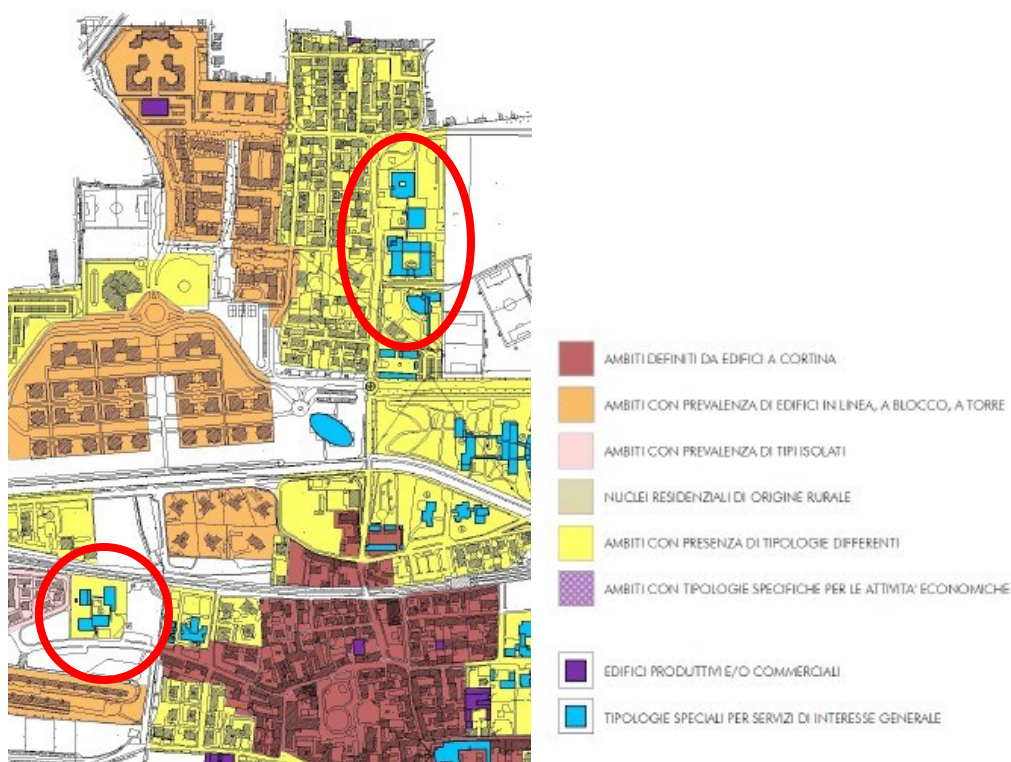 AMBITI DEFINITI DA EDIFICI A CORTINA
AMBITI CON PREVALENZA DI EDIFICI IN LINEA, A BLOCCO, A TORRE
AMBITI CON PREVALENZA DI TIPI ISOLATI
NUCLEI RESIDENZIALI DI ORIGINE RURALE
AMBITI CON PRESENZA DI TIPOLOGIE DIFFERENTI
AMBITI CON TIPOLOGIE SPECIFICHE PER LE ATTIVITA' ECONOMICHE
EDIFICI PRODUTTIVI E/O COMMERCIALI
TIPOLOGIE SPECIALI PER SERVIZI DI INTERESSE GENERALE